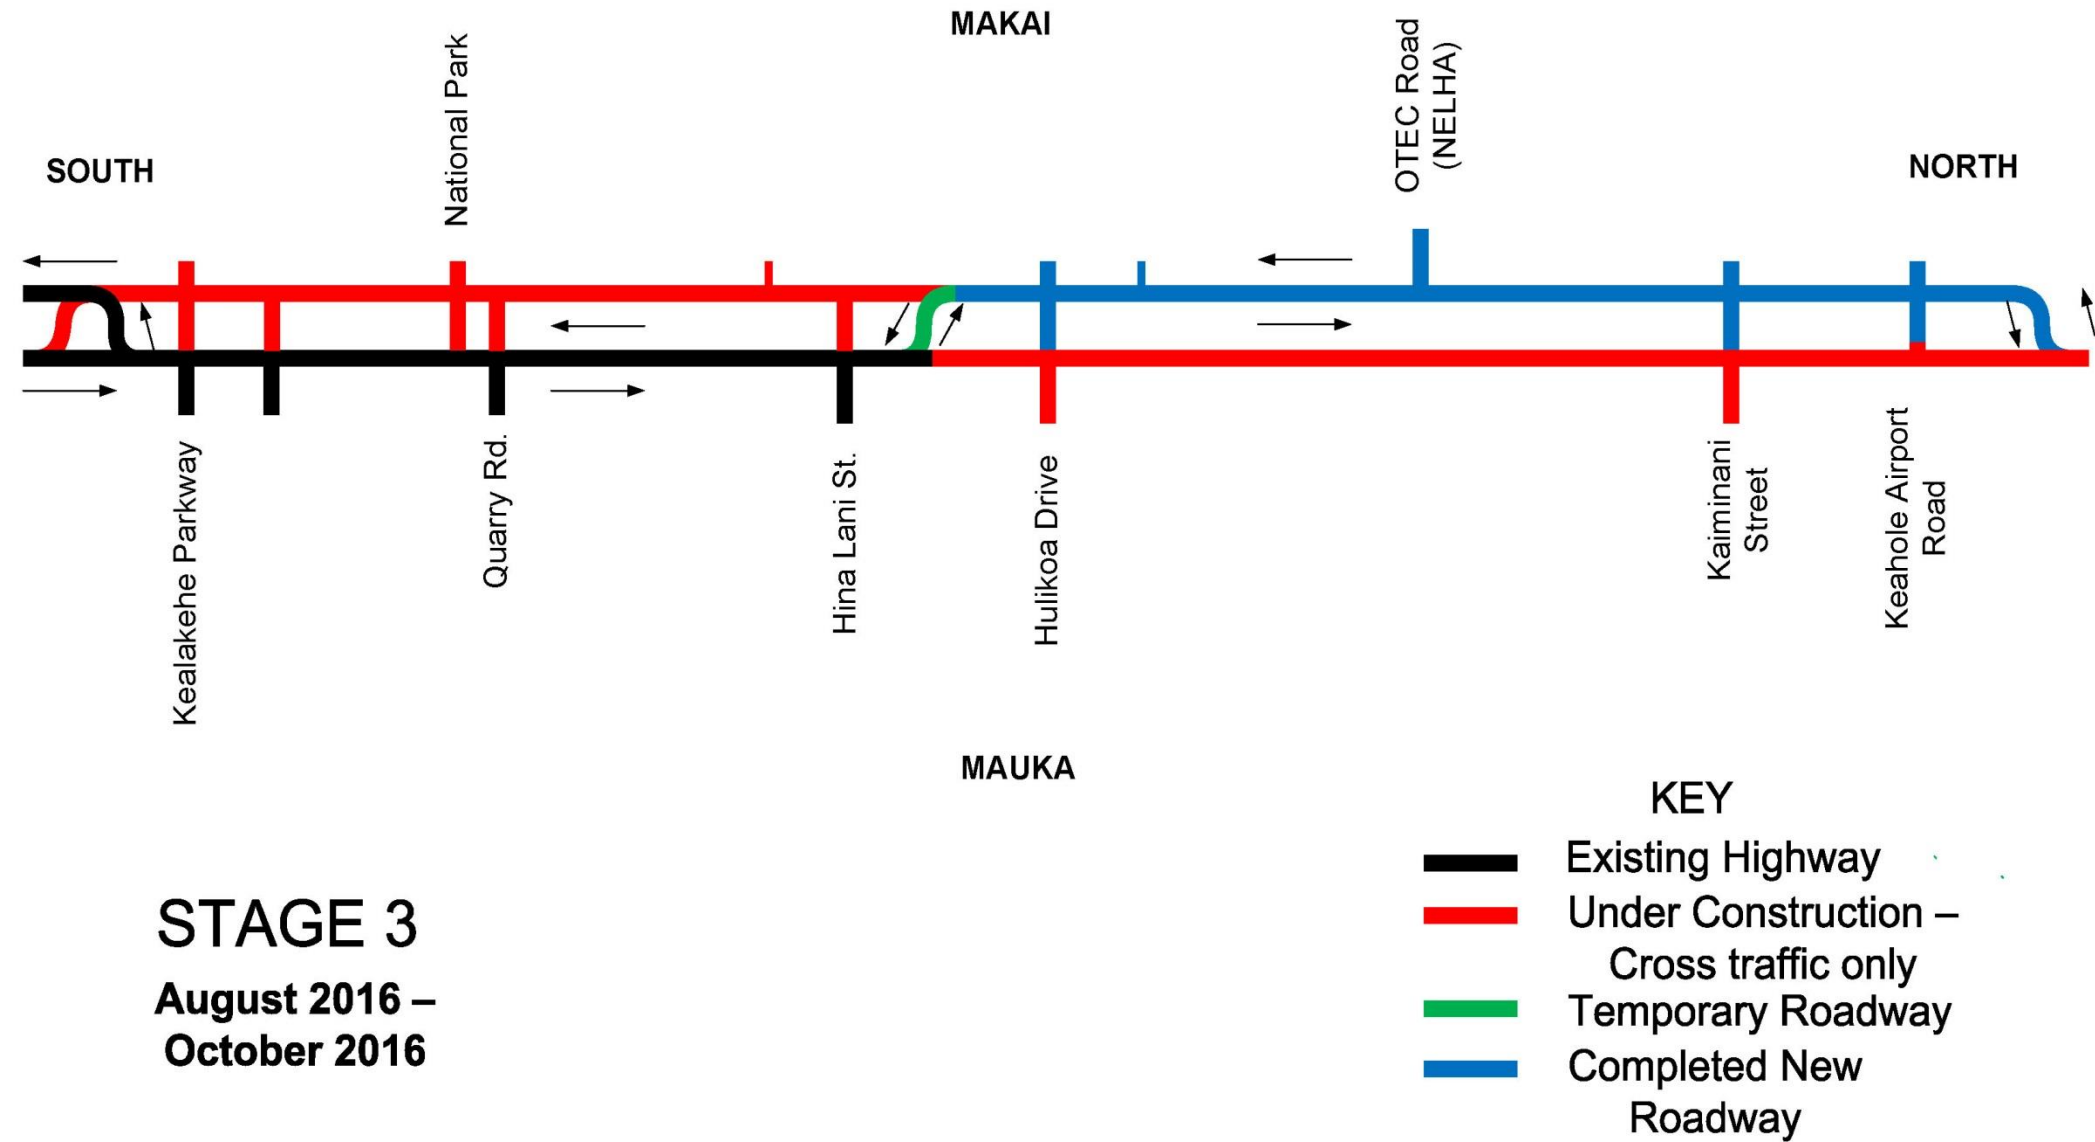 MAKAI
SOUTH
National Park
OTEC Road
(NELHA)
NORTH
Kealakehe Parkway
Quarry Rd.
Hina Lani St.
Hulikoa Drive
Kaiminani
Street
Keahole Airport
Road
MAUKA
STAGE 3
August 2016 –
October 2016
KEY
Existing Highway
Under Construction –
Cross traffic only
Temporary Roadway
Completed New
Roadway